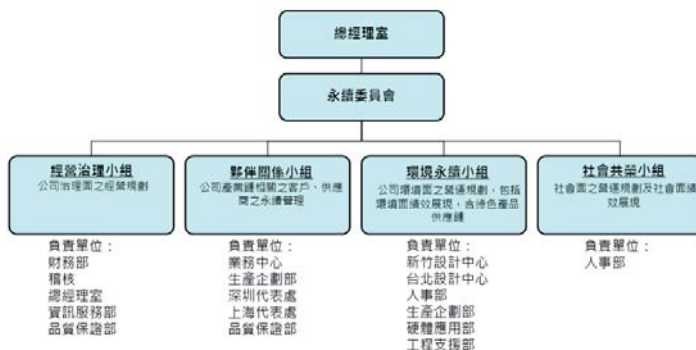 總經理室
永續委員會
經營治理小組
公司治理面之經營規劃
負責單位：
財務部
稽核
總經理室
資訊服務部
品質保證部
夥伴關係小組
公司產業鏈相關之客戶、供應
商之永續管理
負責單位：
業務中心
生產企劃部
深圳代表處
上海代表處
品質保證部
環境永續小組
公司環境面之營運規劃，包括
環境面績效展現，含綠色產品
供應鏈
負責單位：
新竹設計中心
台北設計中心
人事部
生產企劃部
硬體應用部
工程支援部
社會共榮小組
社會面之營運規劃及社會面績
效展現
負責單位：
人事部